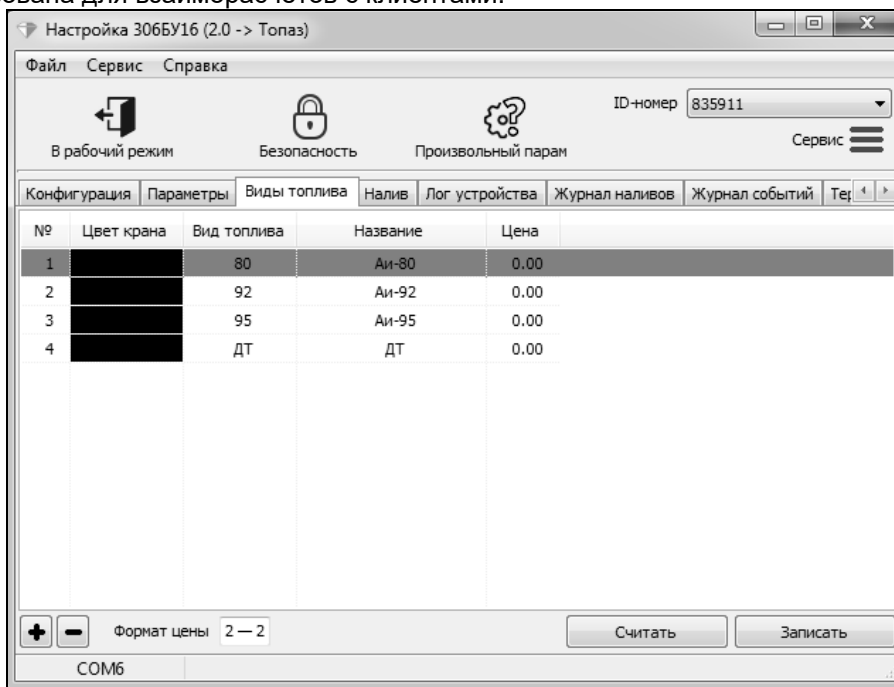 для взаиморасчетов с клиентами.
Настройка 306БУ16 (2.0 -> Топаз)
Файл Сервис Справка
ID-номер 835911
Сервис
В рабочий режим Безопасность Произвольный парам
Конфигурация Параметры Виды топлива Налив Лог устройства Журнал наливов Журнал событий
№ Цвет крана Вид топлива Название Цена
1 80 Аи-80 0.00
2 92 Аи-92 0.00
3 95 Аи-95 0.00
4 ДТ ДТ 0.00
Формат цены 2 — 2 Считать Записать
COM6